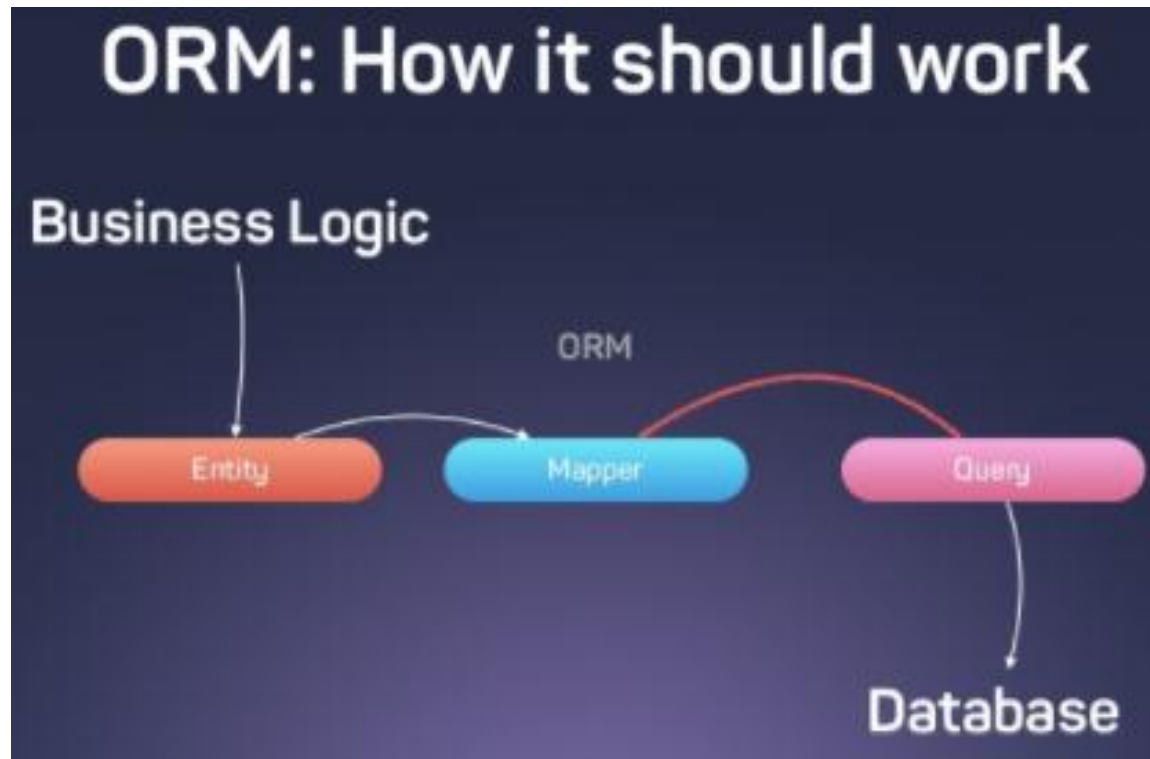 ORM: How it should work
Business Logic
ORM
Entity
Mapper
Query
Database